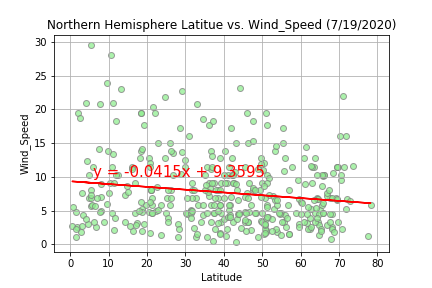 Northern Hemisphere Latitue vs. Wind_Speed (7/19/2020)
30
25
20
15
10
5
0
Wind_Speed
y = -0.0415x + 9.3595
0 10 20 30 40 50 60 70 80
Latitude